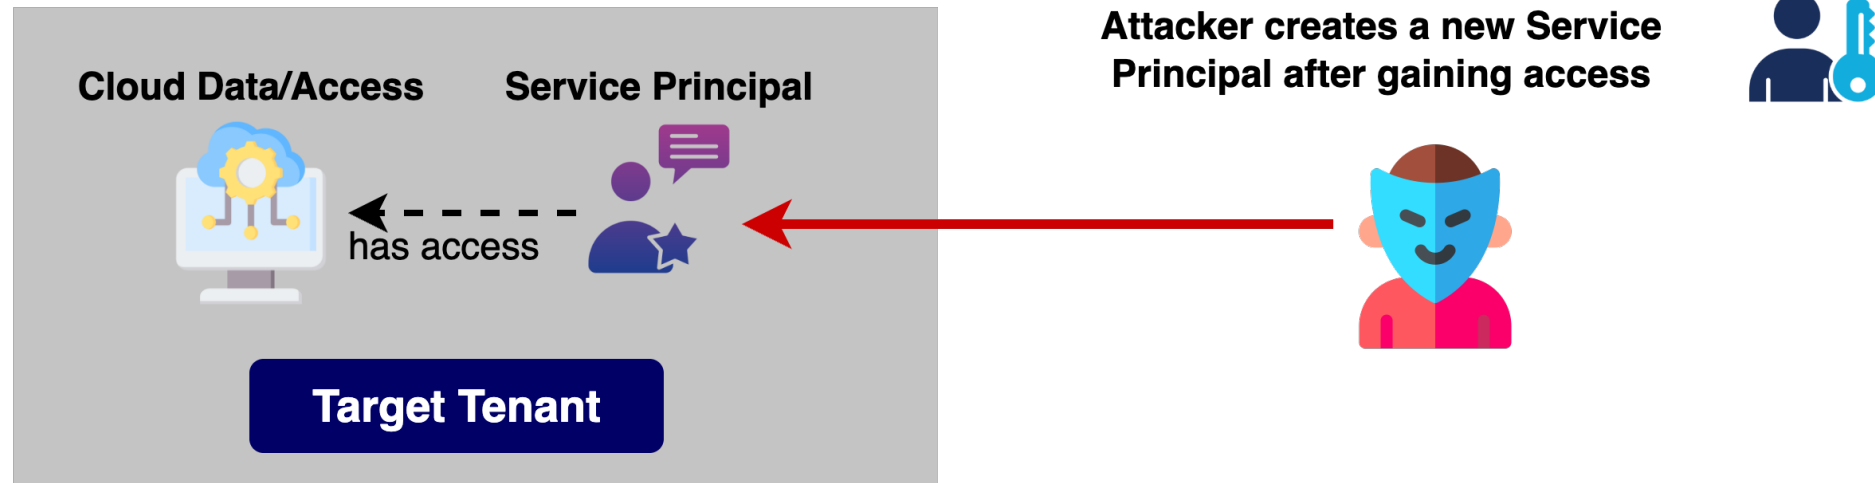 Attacker creates a new Service
Principal after gaining access
Cloud Data/Access
Service Principal
has access
Target Tenant